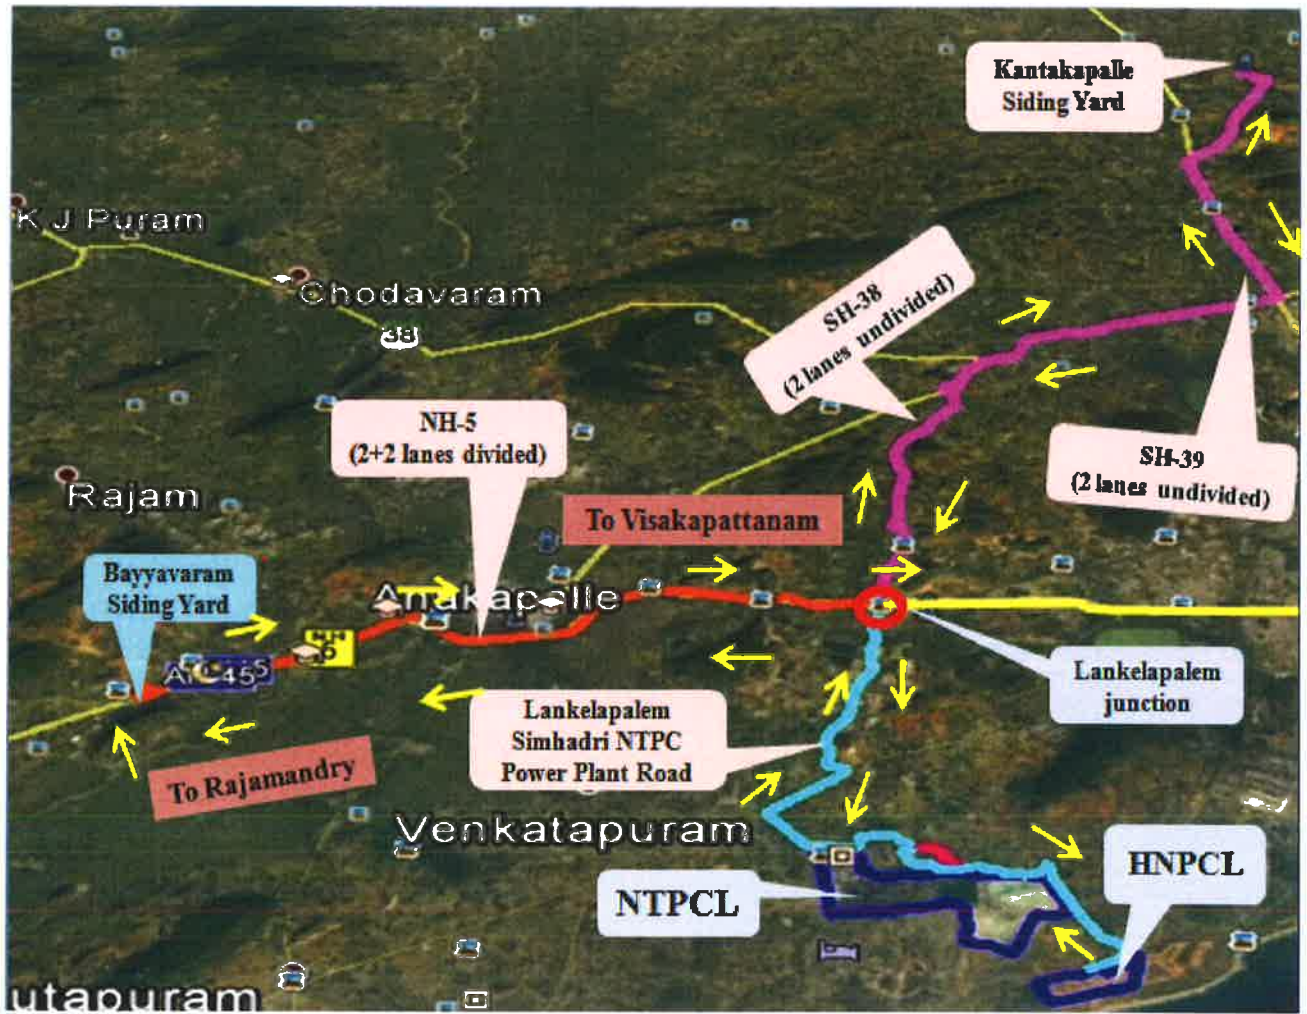 Kantakapalle
Siding Yard
K J Puram
Chodavaram
38
SH-38
(2 lanes undivided)
NH-5
(2+2 lanes divided)
SH-39
(2 lanes undivided)
Rajam
To Visakapattanam
Bayyavaram
Siding Yard
Anakapalle
Lankelapalem
junction
Lankelapalem
Simhadri NTPC
Power Plant Road
To Rajamandry
Venkatapuram
HNPCL
NTPCL
utapuram